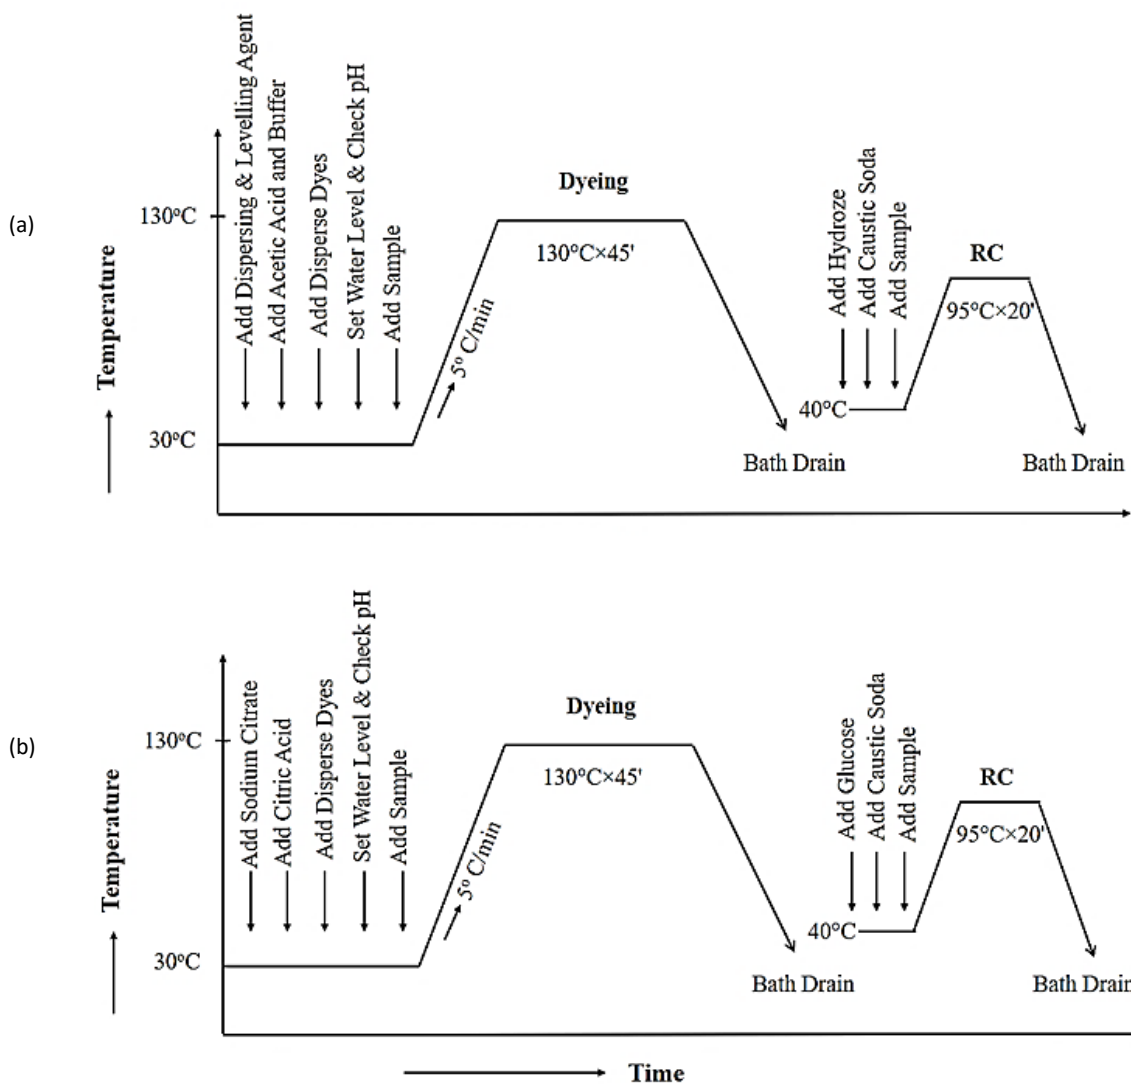 (a)
Temperature
130°C
30°C
Add Dispersing & Levelling Agent
Add Acetic Acid and Buffer
Add Disperse Dyes
Set Water Level & Check pH
Add Sample
5° C/min
Dyeing
130°C×45'
Bath Drain
40°C
Add Hydroze
Add Caustic Soda
Add Sample
RC
95°C×20'
Bath Drain
(b)
Temperature
130°C
30°C
Add Sodium Citrate
Add Citric Acid
Add Disperse Dyes
Set Water Level & Check pH
Add Sample
5° C/min
Dyeing
130°C×45'
Bath Drain
40°C
Add Glucose
Add Caustic Soda
Add Sample
RC
95°C×20'
Bath Drain
Time